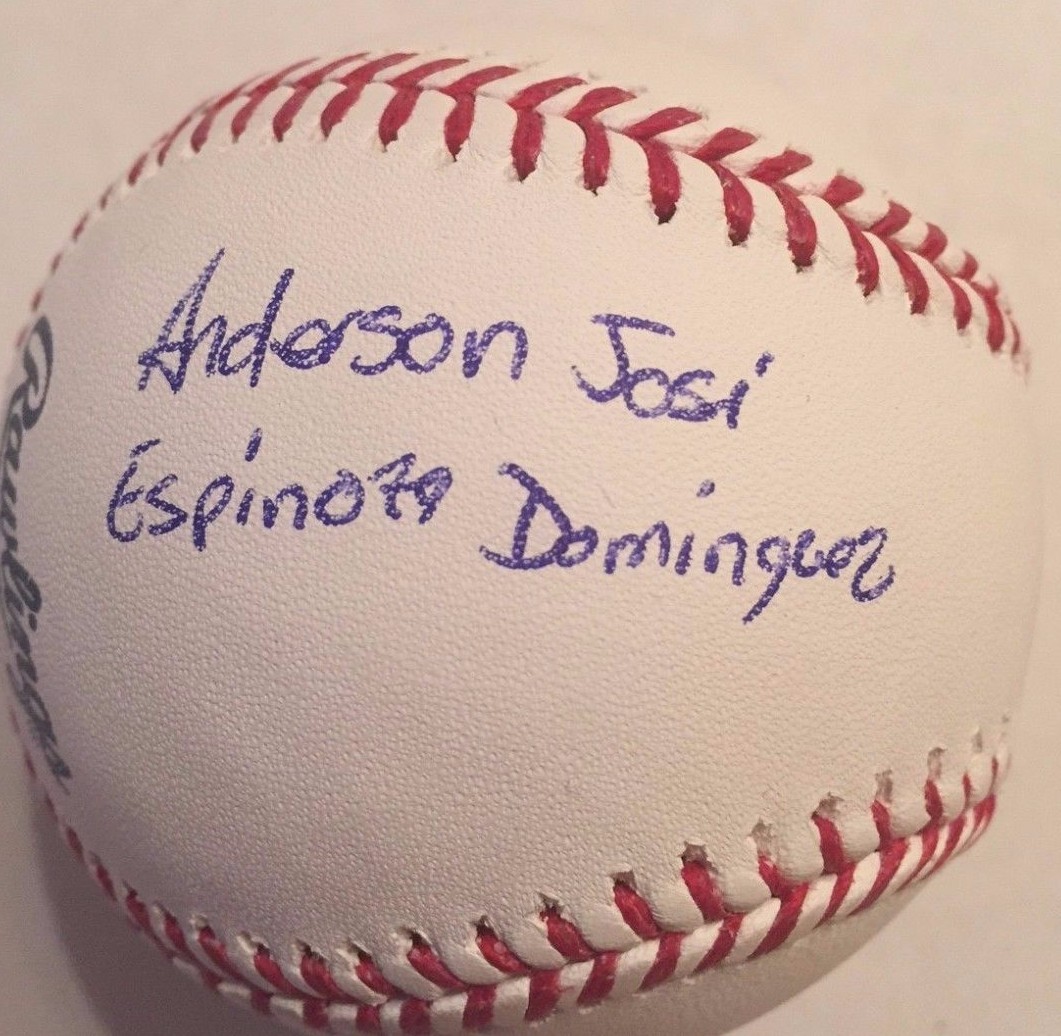 Anderson Josi
Espinoza Dominguez
Rawlings